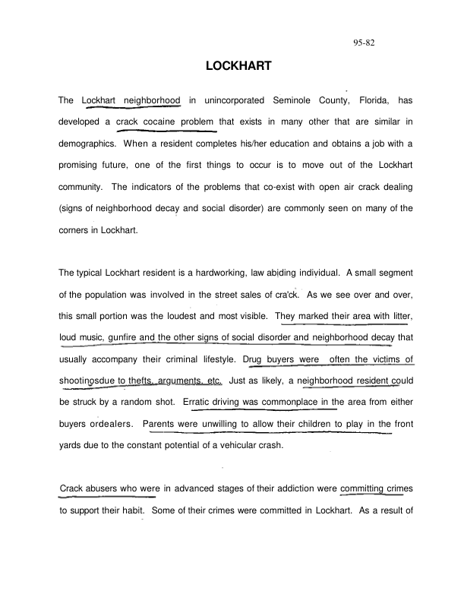 95-82
LOCKHART
The Lockhart neighborhood in unincorporated Seminole County, Florida, has
developed a crack cocaine problem that exists in many other that are similar in
demographics. When a resident completes his/her education and obtains a job with a
promising future, one of the first things to occur is to move out of the Lockhart
community. The indicators of the problems that co-exist with open air crack dealing
(signs of neighborhood decay and social disorder) are commonly seen on many of the
corners in Lockhart.
The typical Lockhart resident is a hardworking, law abiding individual. A small segment
of the population was involved in the street sales of cra'ck. As we see over and over,
this small portion was the loudest and most visible. They marked their area with litter,
loud music, gunfire and the other signs of social disorder and neighborhood decay that
usually accompany their criminal lifestyle. Drug buyers were often the victims of
shootingsdue to thefts, arguments, etc. Just as likely, a neighborhood resident could
be struck by a random shot. Erratic driving was commonplace in the area from either
buyers ordealers. Parents were unwilling to allow their children to play in the front
yards due to the constant potential of a vehicular crash.
Crack abusers who were in advanced stages of their addiction were committing crimes
to support their habit. Some of their crimes were committed in Lockhart. As a result of